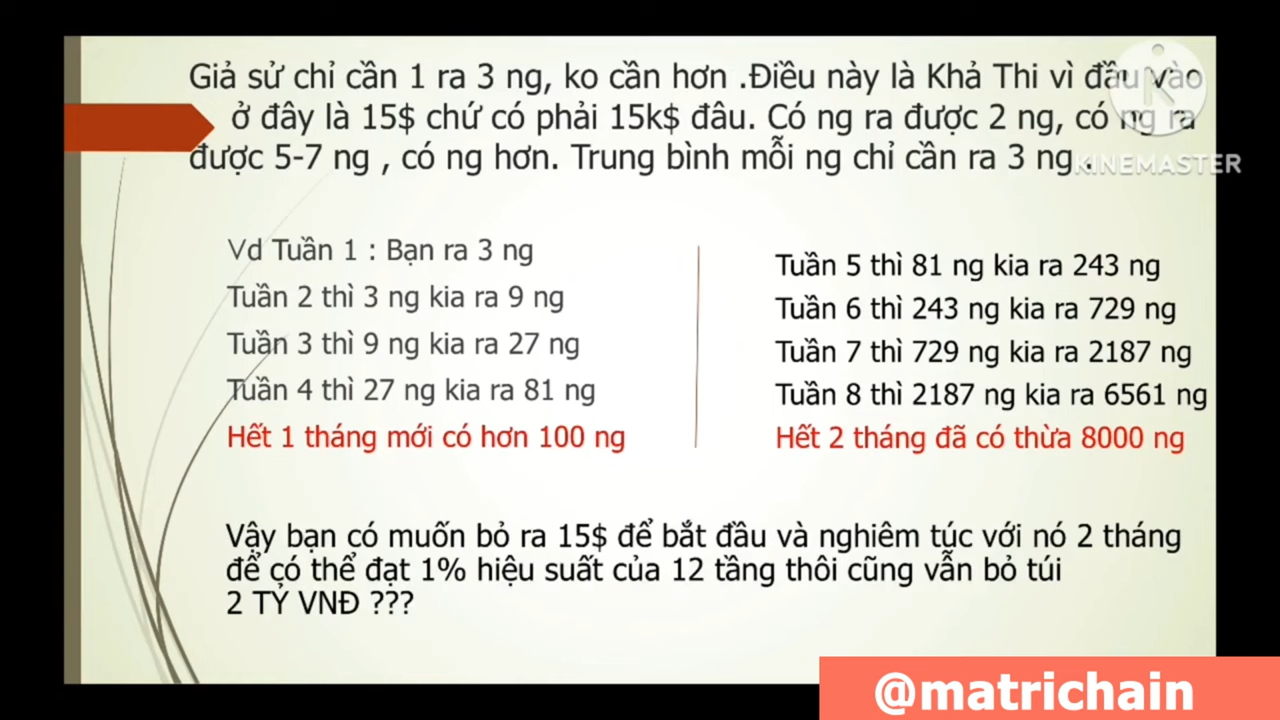 Giả sử chỉ cần 1 ra 3 ng, ko cần hơn .Điều này là Khả Thi vì đầu vào
ở đây là 15$ chứ có phải 15k$ đâu. Có ng ra được 2 ng, có ng ra
được 5-7 ng , có ng hơn. Trung bình mỗi ng chỉ cần ra 3 ng .
K
KINEMASTER
Vd Tuần 1 : Bạn ra 3 ng
Tuần 2 thì 3 ng kia ra 9 ng
Tuần 3 thì 9 ng kia ra 27 ng
Tuần 4 thì 27 ng kia ra 81 ng
Hết 1 tháng mới có hơn 100 ng
Tuần 5 thì 81 ng kia ra 243 ng
Tuần 6 thì 243 ng kia ra 729 ng
Tuần 7 thì 729 ng kia ra 2187 ng
Tuần 8 thì 2187 ng kia ra 6561 ng
Hết 2 tháng đã có thừa 8000 ng
Vậy bạn có muốn bỏ ra 15$ để bắt đầu và nghiêm túc với nó 2 tháng
để có thể đạt 1% hiệu suất của 12 tầng thôi cũng vẫn bỏ túi
2 TỶ VNĐ ???
@matrichain